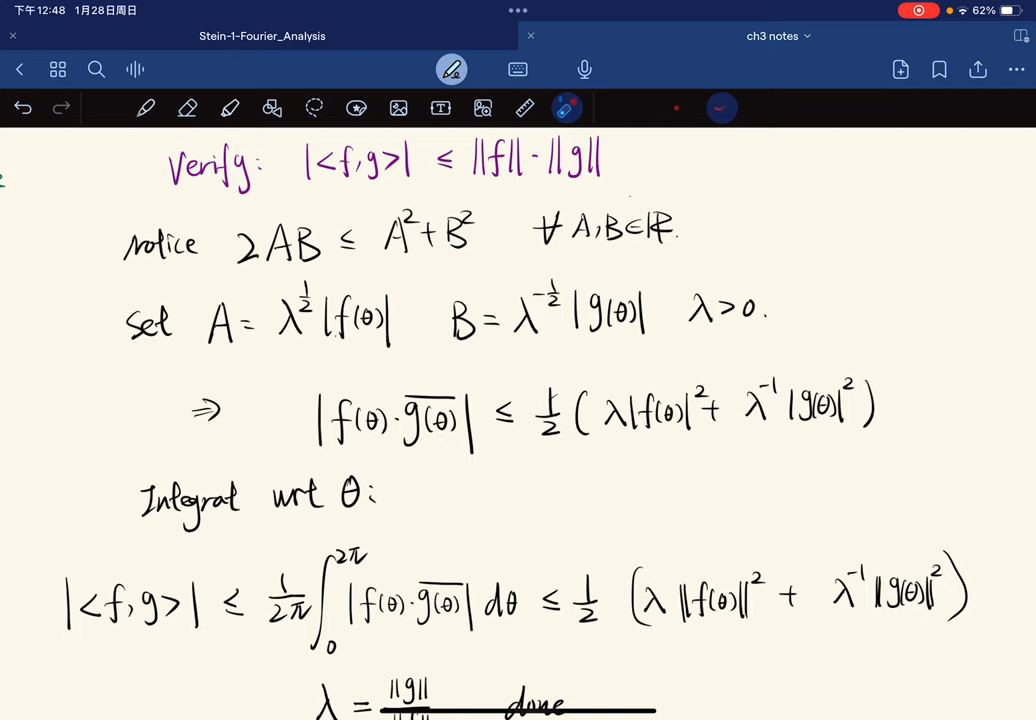 下午12:48 1月28日周日
62%
Stein-1-Fourier_Analysis
ch3 notes
Verify: |<f,g>| ≤ ||f||·||g||
notice 2AB ≤ A²+B² ∀ A,B∈ℝ.
set A= λ^{1/2} |f(θ)| B= λ^{-1/2} |g(θ)| λ>0.
⇒ |f(θ)·\overline{g(θ)}| ≤ 1/2 ( λ|f(θ)|² + λ^{-1} |g(θ)|² )
Integrat wrt θ:
|<f,g>| ≤ 1/2π ∫_0^{2π} |f(θ)·\overline{g(θ)}| dθ ≤ 1/2 (λ ||f(θ)||² + λ^{-1} ||g(θ)||²)
λ = ||g||/||f|| done